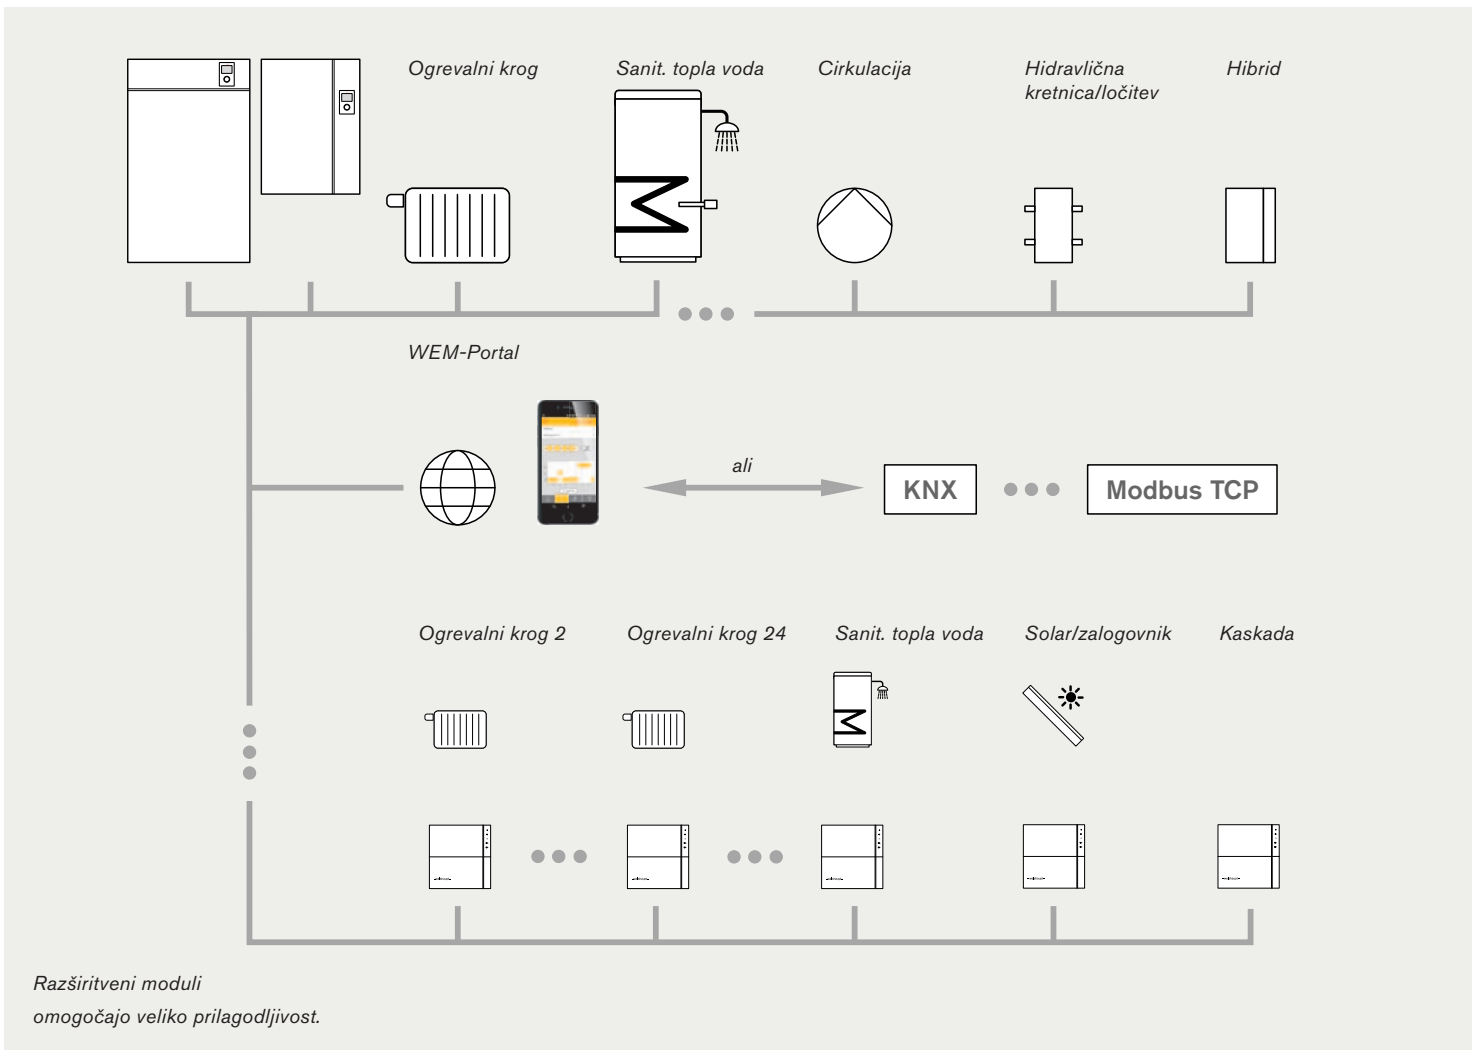 Ogrevalni krog
Sanit. topla voda
Cirkulacija
Hidravlična
kretnica/ločitev
Hibrid
WEM-Portal
ali
KNX
Modbus TCP
Ogrevalni krog 2
Ogrevalni krog 24
Sanit. topla voda
Solar/zalogovnik
Kaskada
Razširitveni moduli
omogočajo veliko prilagodljivost.